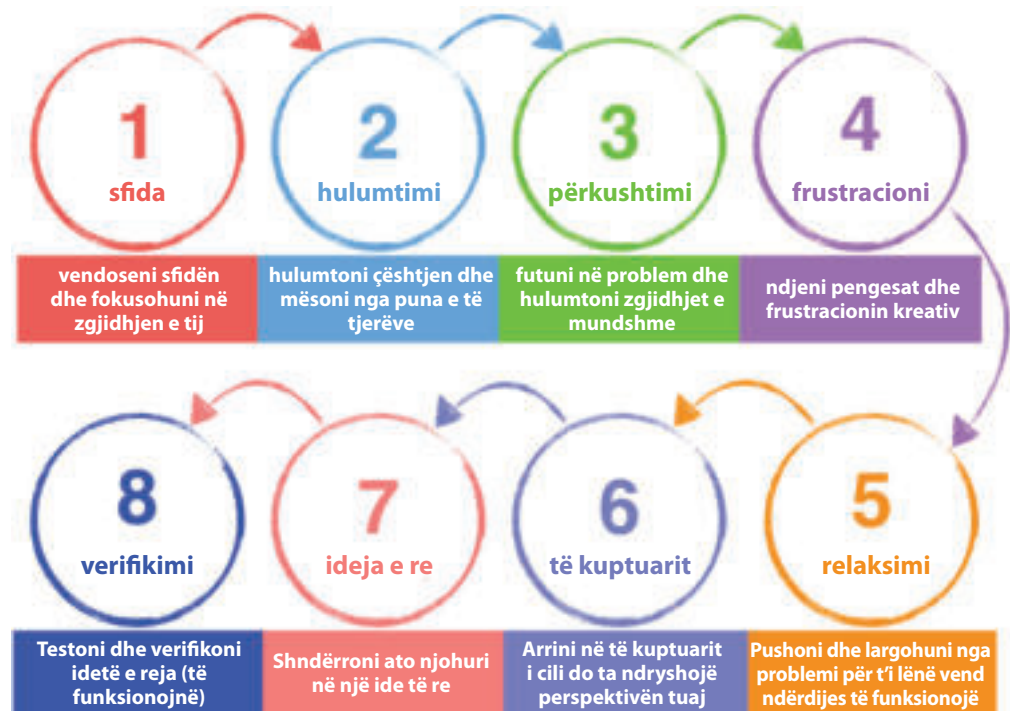 1
sfida
vendoseni sfidën
dhe fokusohuni në
zgjidhjen e tij
2
hulumtimi
hulumtoni çështjen dhe
mësoni nga puna e të
tjerëve
3
përkushtimi
futuni në problem dhe
hulumtoni zgjidhjet e
mundshme
4
frustracioni
ndjeni pengesat dhe
frustracionin kreativ
5
relaksimi
Pushoni dhe largohuni nga
problemi për t'i lënë vend
ndërdijes të funksionojë
6
të kuptuarit
Arrini në të kuptuarit
i cili do ta ndryshojë
perspektivën tuaj
7
ideja e re
Shndërroni ato njohuri
në një ide të re
8
verifikimi
Testoni dhe verifikoni
idetë e reja (të
funksionojnë)